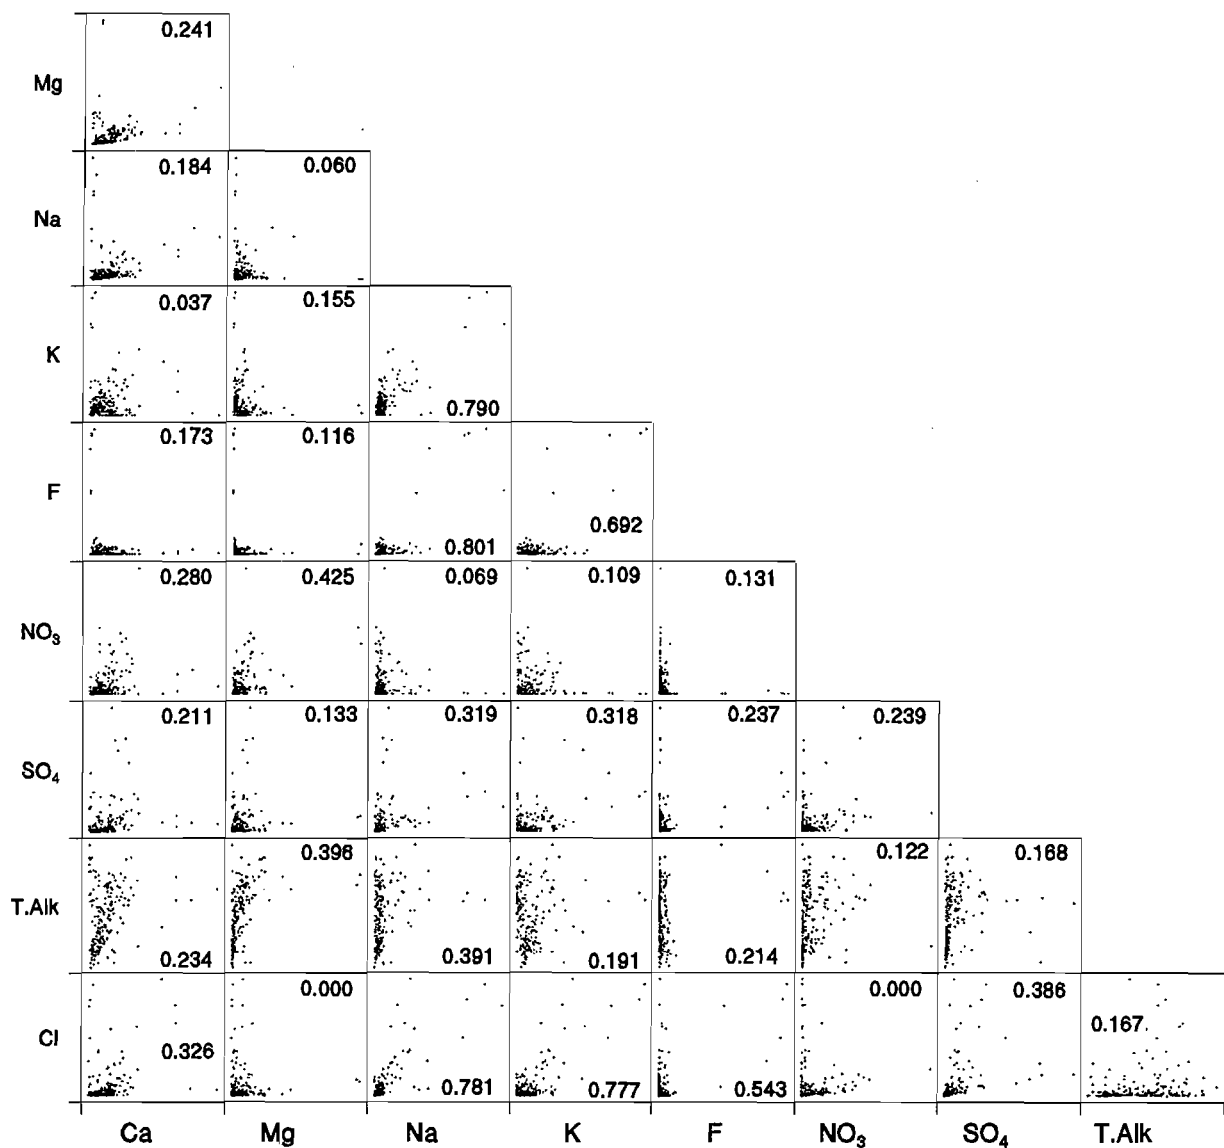 0.241
Mg
0.184 0.060
Na
0.037 0.155
K
0.790
0.173 0.116
F
0.692
0.801
0.280 0.425 0.069 0.109 0.131
NO₃
0.211 0.133 0.319 0.318 0.237 0.239
SO₄
0.396 0.122 0.168
T.Alk
0.234 0.391 0.191 0.214
0.000 0.000 0.386
0.167
Cl
0.326
0.781 0.777 0.543
Ca Mg Na K F NO₃ SO₄ T.Alk